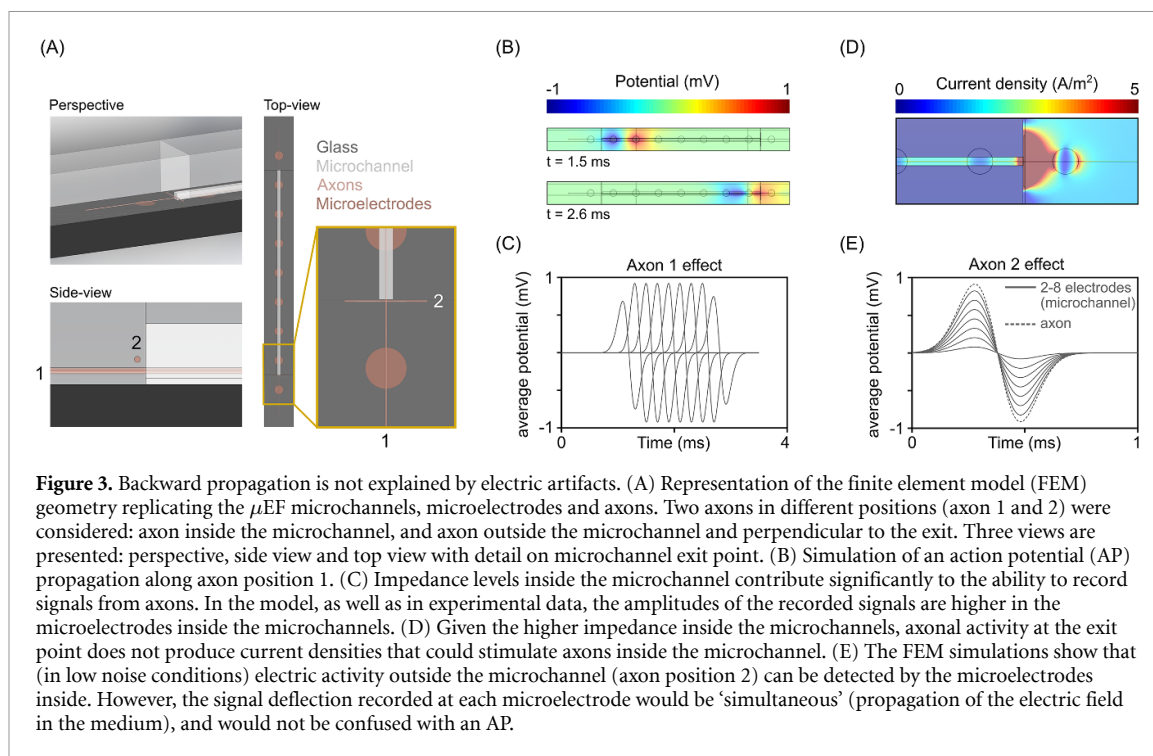 (A)
Perspective
Top-view
Glass
Microchannel
Axons
Microelectrodes
Side-view
2
1
2
1
(B)
Potential (mV)
-1
1
t = 1.5 ms
t = 2.6 ms
(C)
Axon 1 effect
average potential (mV)
1
-1
0
Time (ms)
4
(D)
Current density (A/m²)
0
5
(E)
Axon 2 effect
2-8 electrodes
(microchannel)
axon
average potential (mV)
1
-1
0
Time (ms)
1
Figure 3. Backward propagation is not explained by electric artifacts. (A) Representation of the finite element model (FEM)
geometry replicating the μEF microchannels, microelectrodes and axons. Two axons in different positions (axon 1 and 2) were
considered: axon inside the microchannel, and axon outside the microchannel and perpendicular to the exit. Three views are
presented: perspective, side view and top view with detail on microchannel exit point. (B) Simulation of an action potential (AP)
propagation along axon position 1. (C) Impedance levels inside the microchannel contribute significantly to the ability to record
signals from axons. In the model, as well as in experimental data, the amplitudes of the recorded signals are higher in the
microelectrodes inside the microchannels. (D) Given the higher impedance inside the microchannels, axonal activity at the exit
point does not produce current densities that could stimulate axons inside the microchannel. (E) The FEM simulations show that
(in low noise conditions) electric activity outside the microchannel (axon position 2) can be detected by the microelectrodes
inside. However, the signal deflection recorded at each microelectrode would be ‘simultaneous’ (propagation of the electric field
in the medium), and would not be confused with an AP.